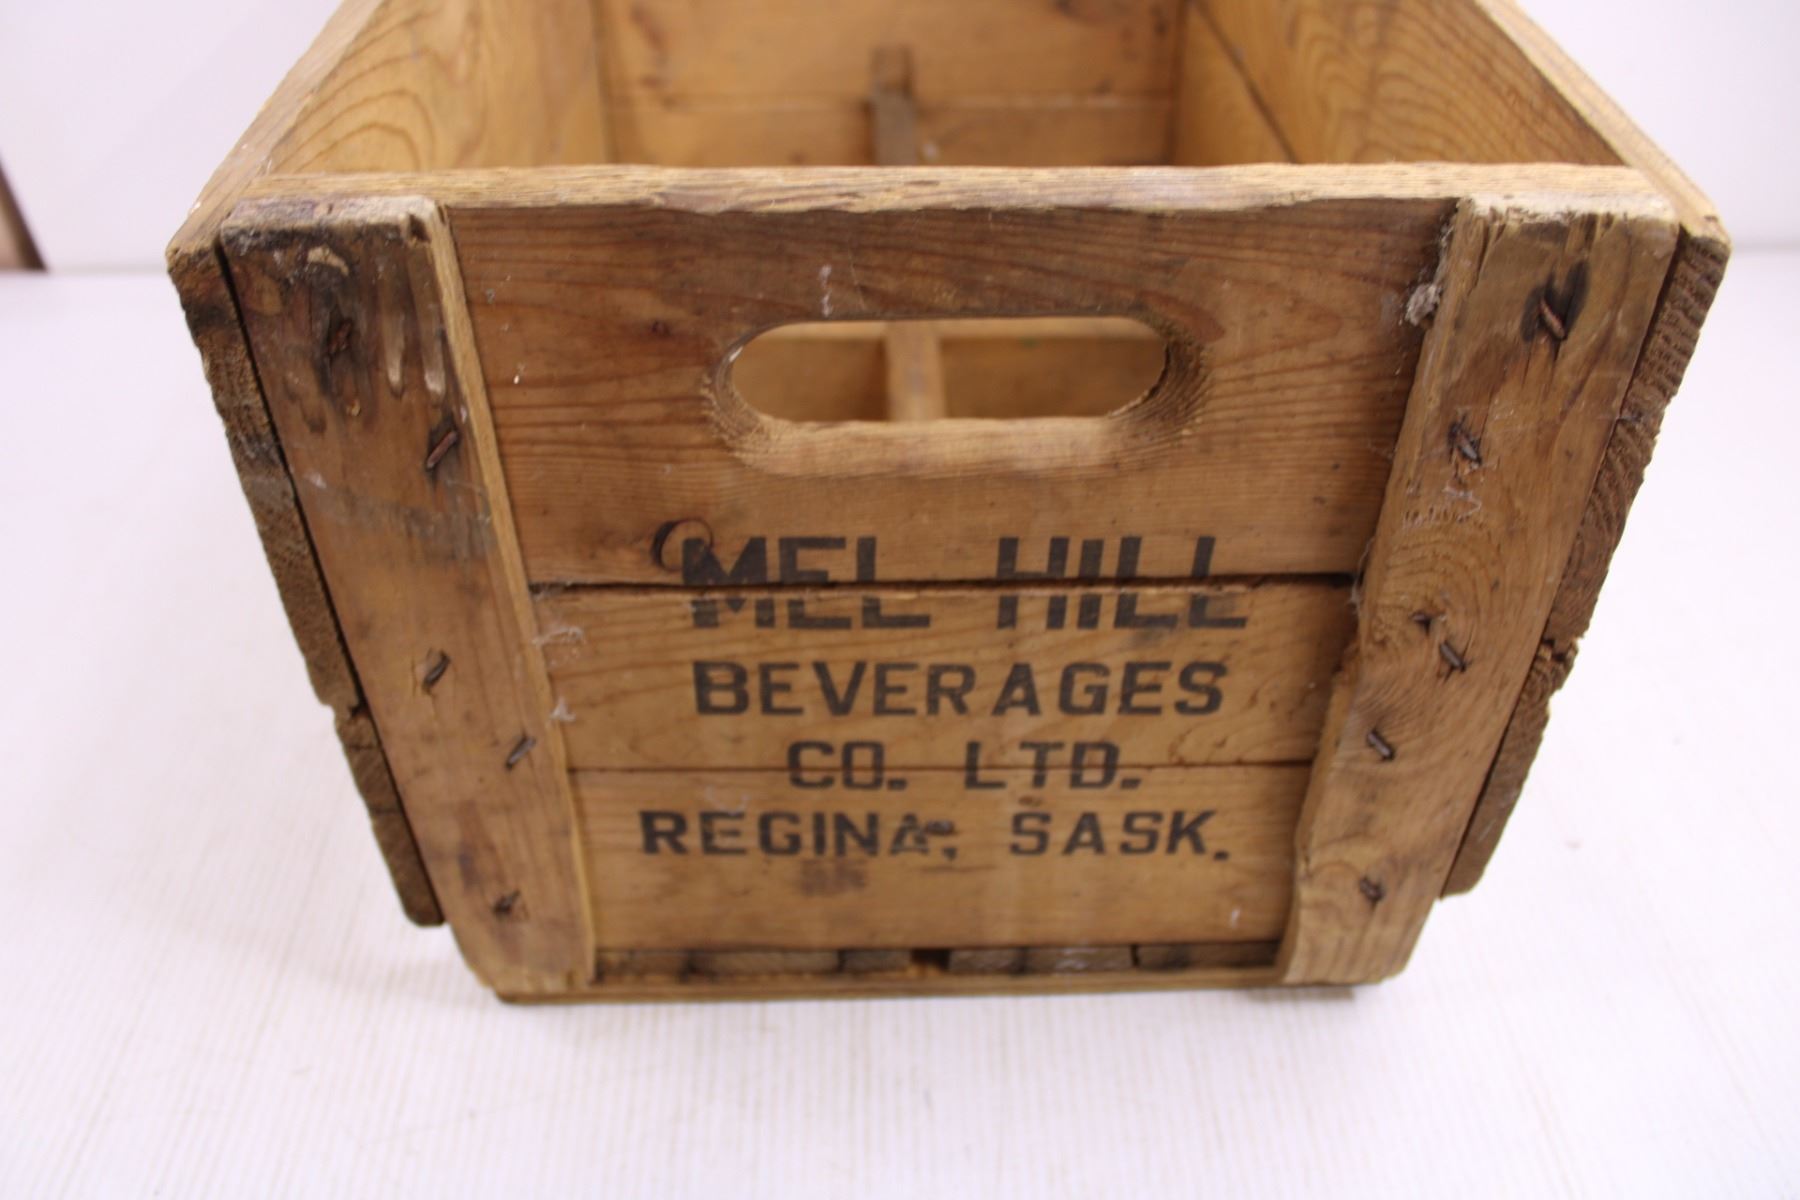 MEL HILL
BEVERAGES
CO. LTD.
REGINA, SASK.